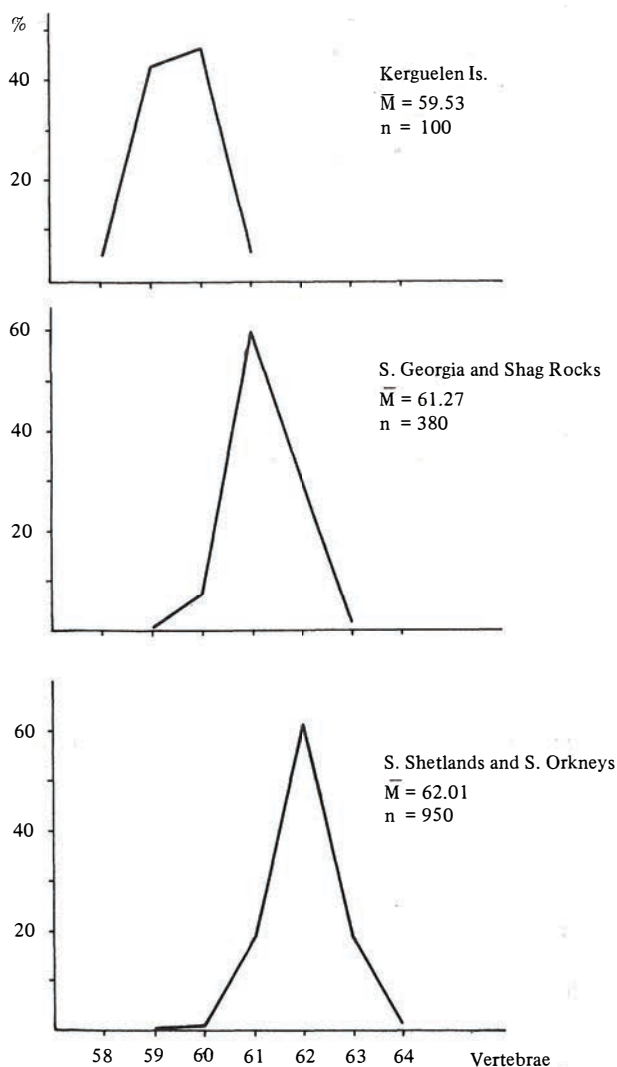 %
40
20
Kerguelen Is.
M̄ = 59.53
n = 100
60
40
20
S. Georgia and Shag Rocks
M̄ = 61.27
n = 380
60
40
20
S. Shetlands and S. Orkneys
M̄ = 62.01
n = 950
58 59 60 61 62 63 64 Vertebrae